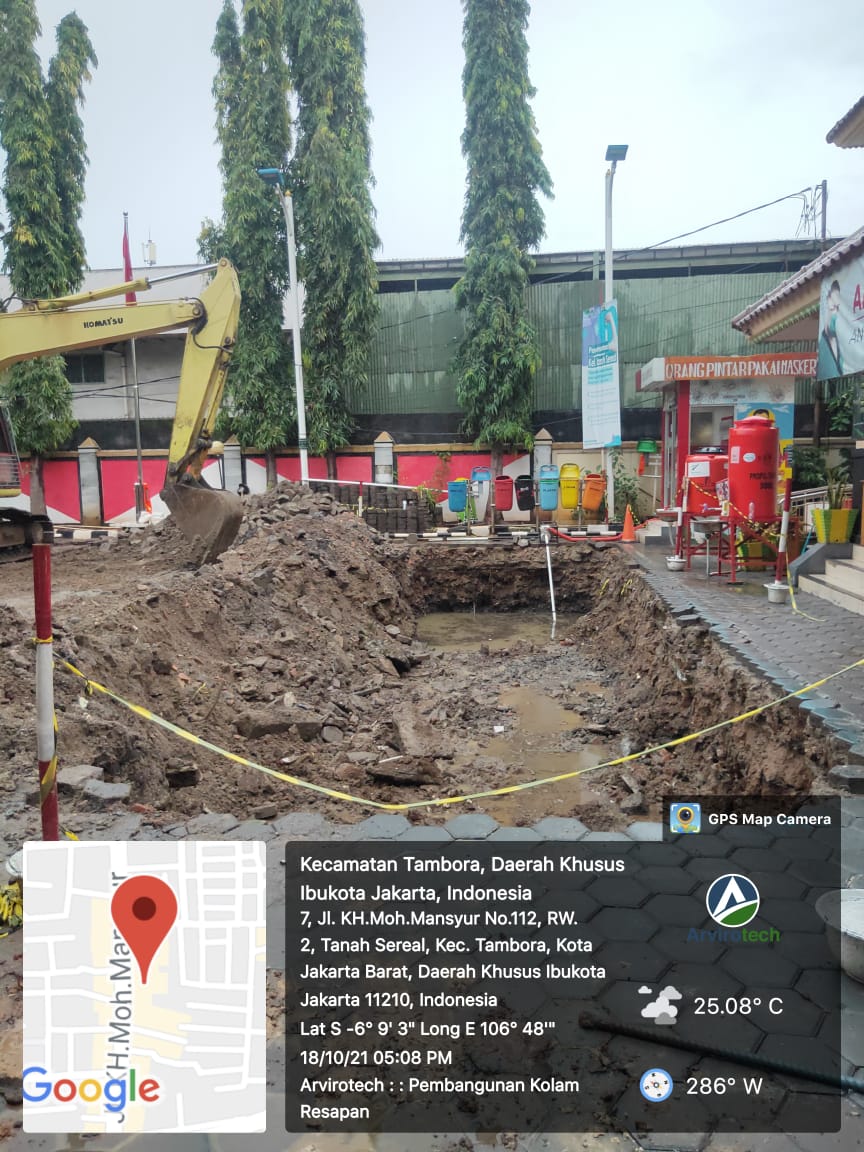 KOMATSU
ORANG PINTAR PAKAI MASKER
GPS Map Camera
Kecamatan Tambora, Daerah Khusus
Ibukota Jakarta, Indonesia
7, Jl. KH.Moh.Mansyur No.112, RW.
2, Tanah Sereal, Kec. Tambora, Kota
Jakarta Barat, Daerah Khusus Ibukota
Jakarta 11210, Indonesia
Lat S -6° 9' 3" Long E 106° 48'"
18/10/21 05:08 PM
Arvirotech : : Pembangunan Kolam
Resapan
Arvirotech
25.08° C
286° W
KH.Moh.Man
Google